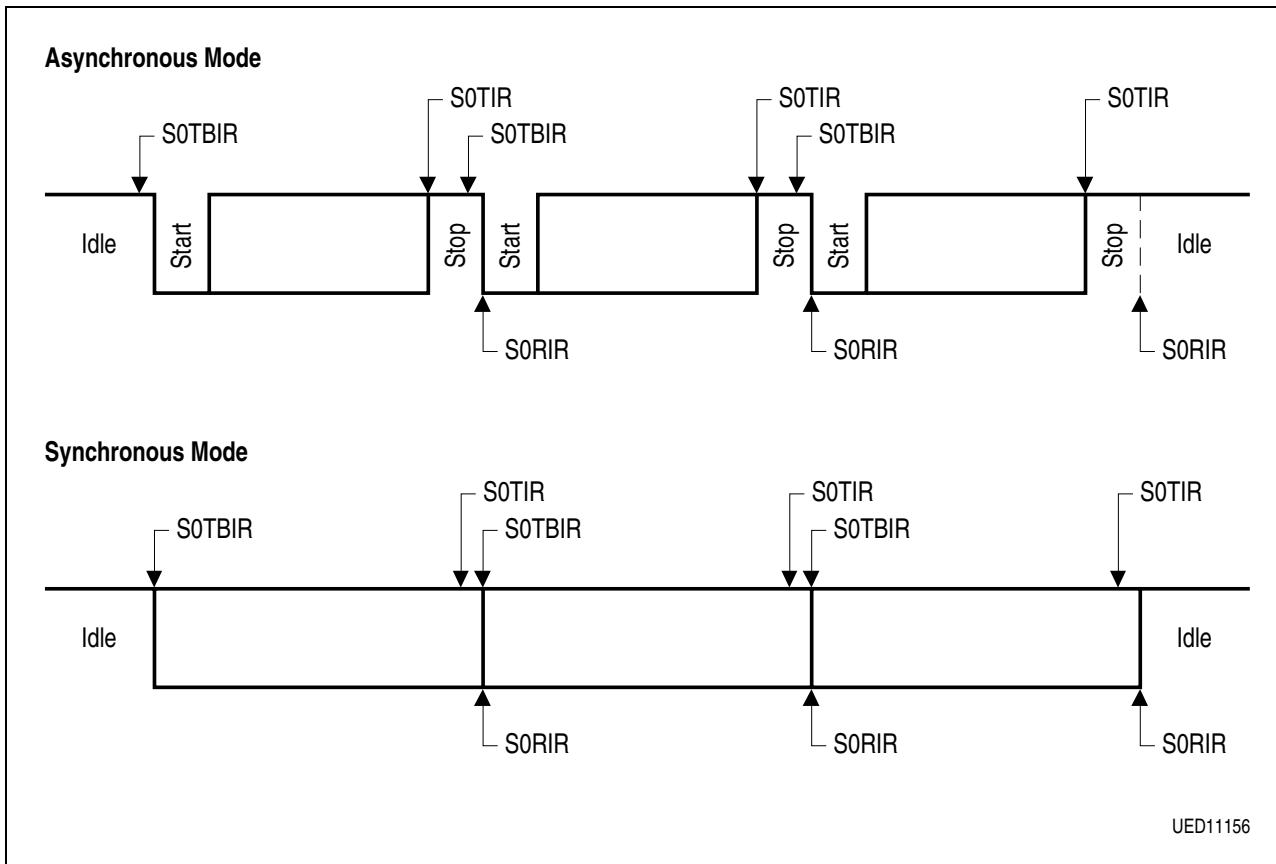 Asynchronous Mode
S0TIR
S0TIR
S0TIR
S0TBIR
S0TBIR
S0TBIR
Idle
Start
Stop
Start
Stop
Start
Stop
Idle
S0RIR
S0RIR
S0RIR
Synchronous Mode
S0TIR
S0TIR
S0TIR
S0TBIR
S0TBIR
S0TBIR
Idle
Idle
S0RIR
S0RIR
S0RIR
UED11156